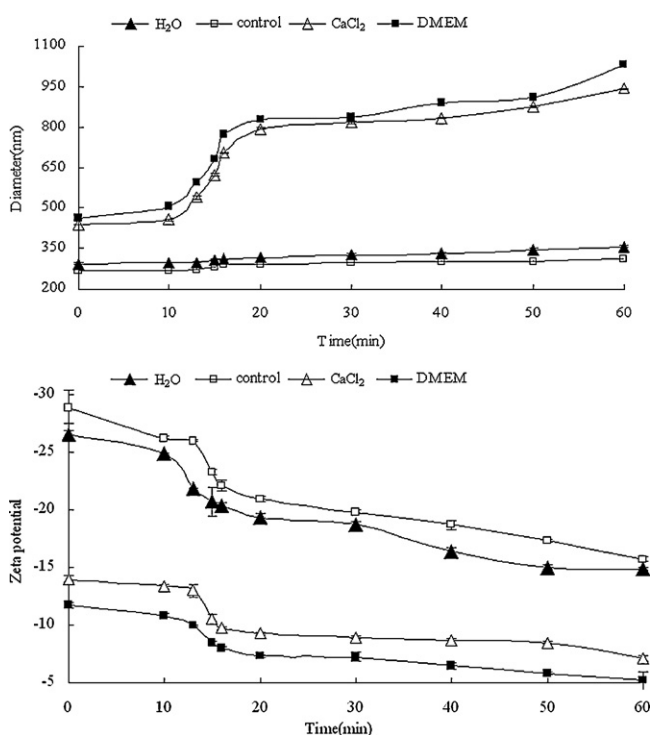 H₂O control CaCl₂ DMEM
1100
950
800
650
500
350
200
Diameter(nm)
0 10 20 30 40 50 60
Time(min)
H₂O control CaCl₂ DMEM
-30
-25
-20
-15
-10
-5
Zeta potential
0 10 20 30 40 50 60
Time(min)